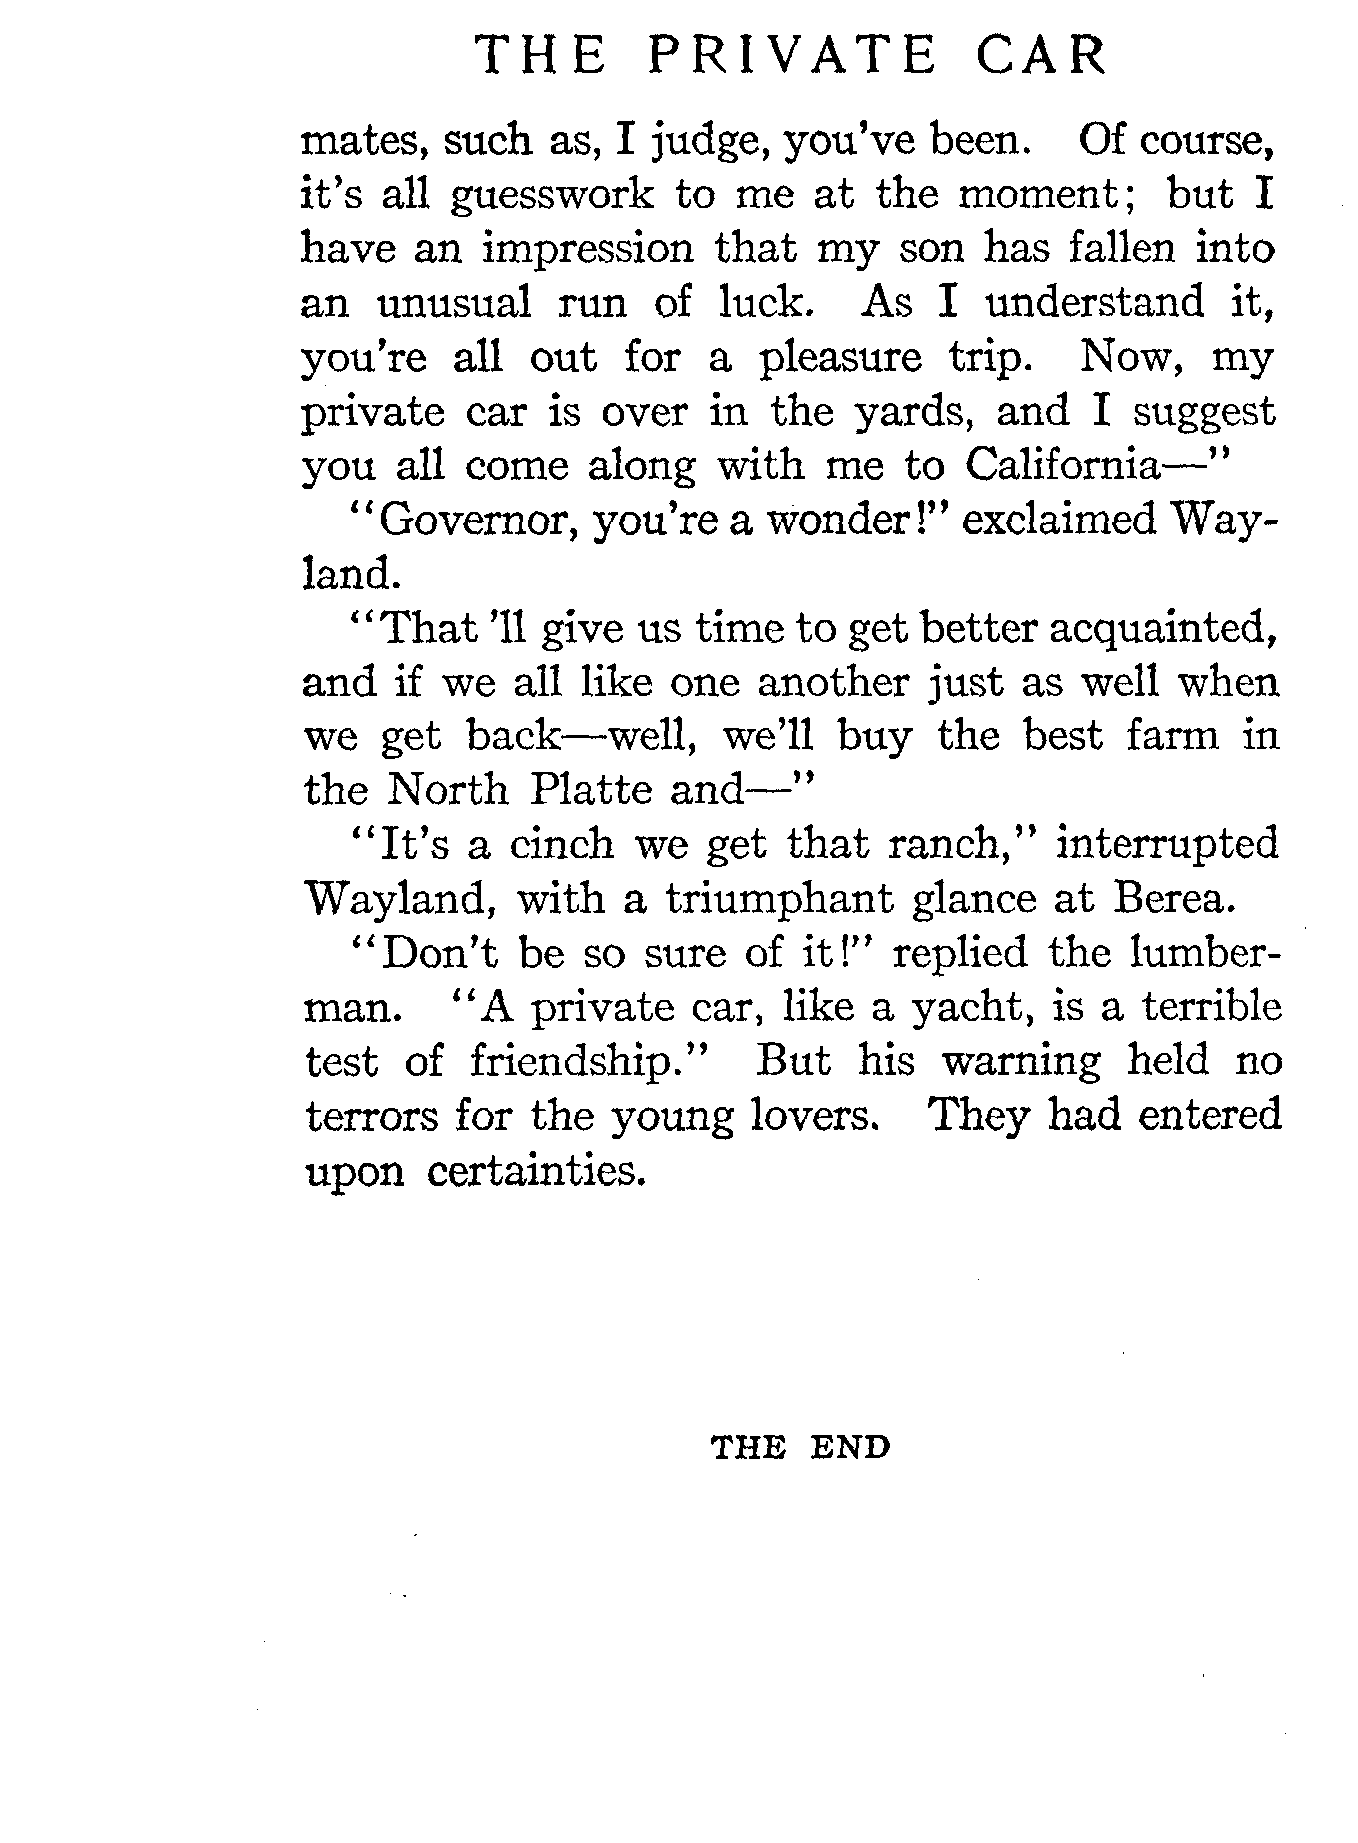 THE PRIVATE CAR
mates, such as, I judge, you've been. Of course,
it's all guesswork to me at the moment; but I
have an impression that my son has fallen into
an unusual run of luck. As I understand it,
you're all out for a pleasure trip. Now, my
private car is over in the yards, and I suggest
you all come along with me to California—"
"Governor, you're a wonder!" exclaimed Way-
land.
"That 'll give us time to get better acquainted,
and if we all like one another just as well when
we get back—well, we'll buy the best farm in
the North Platte and—"
"It's a cinch we get that ranch," interrupted
Wayland, with a triumphant glance at Berea.
"Don't be so sure of it!" replied the lumber-
man. "A private car, like a yacht, is a terrible
test of friendship." But his warning held no
terrors for the young lovers. They had entered
upon certainties.
THE END